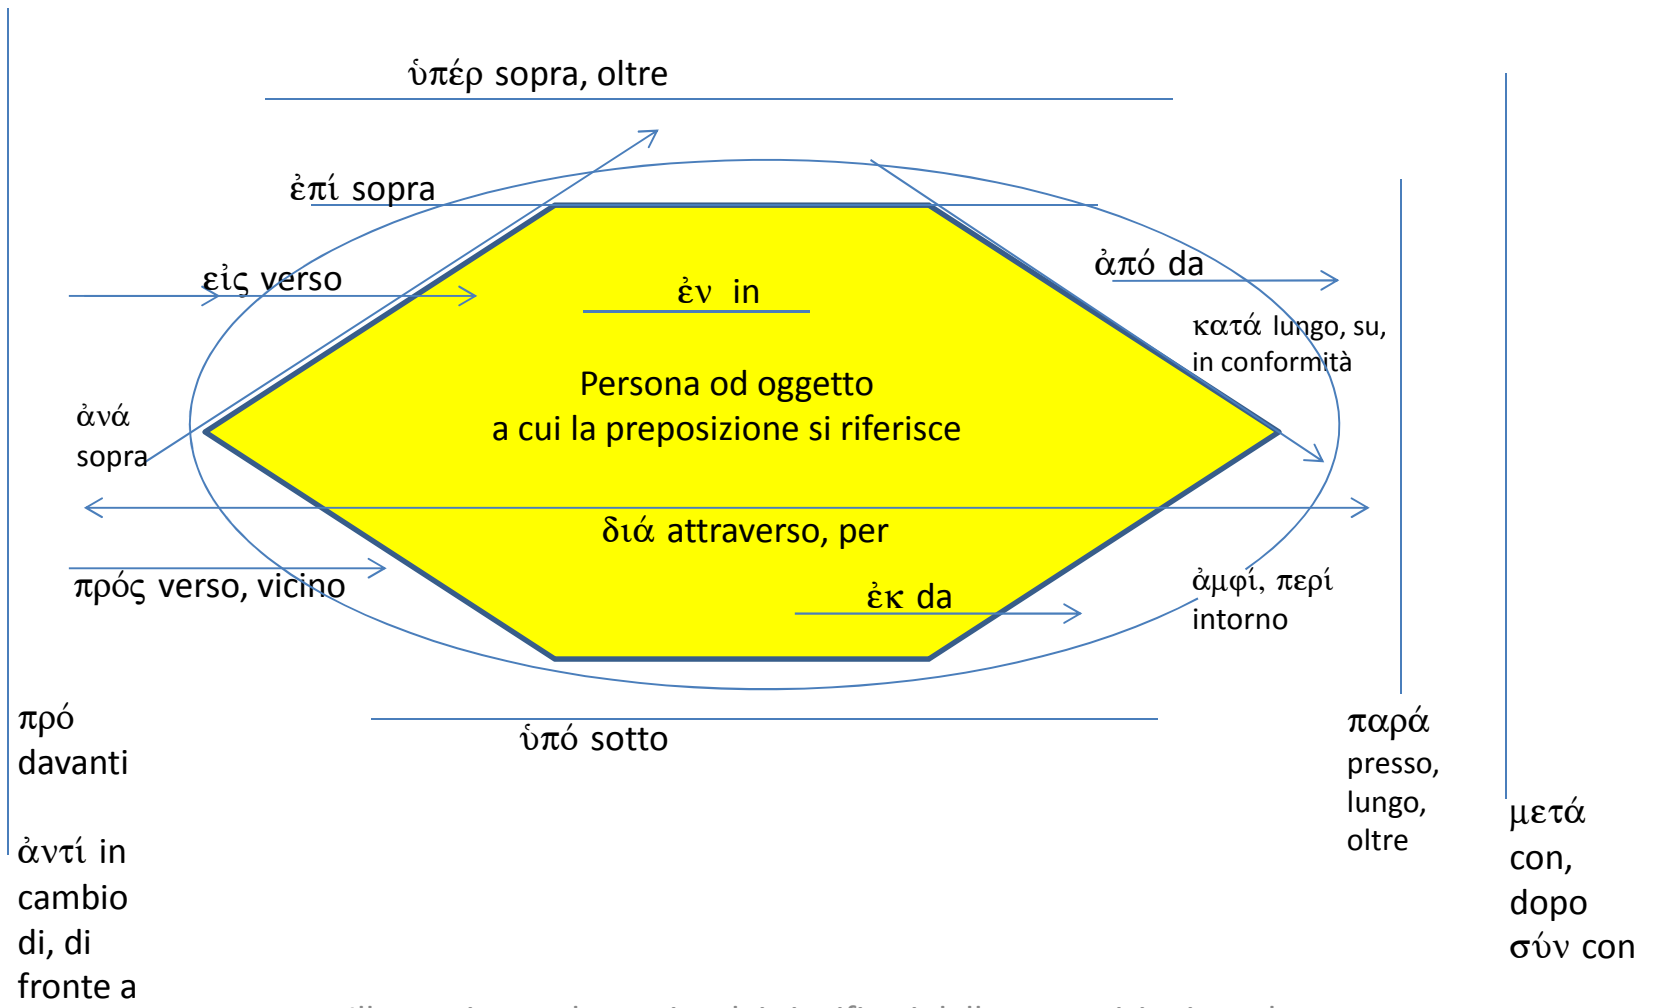 ὑπέρ sopra, oltre
ἐπί sopra
εἰς verso
ἐν in
ἀπό da
κατά lungo, su,
in conformità
Persona od oggetto
a cui la preposizione si riferisce
ἀνά
sopra
διά attraverso, per
πρός verso, vicino
ἐκ da
ἀμφί, περί
intorno
πρό
davanti
ὑπό sotto
παρά
presso,
lungo,
oltre
ἀντί in
cambio
di, di
fronte a
μετά
con,
dopo
σύν con